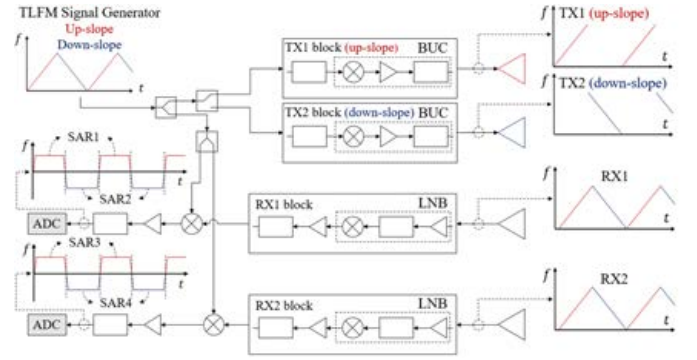 TLFM Signal Generator
Up-slope
Down-slope
f
t
TX1 block (up-slope) BUC
TX2 block (down-slope) BUC
f
TX1 (up-slope)
t
f
TX2 (down-slope)
t
f
SAR1
SAR2
t
ADC
RX1 block
LNB
f
RX1
t
f
SAR3
SAR4
t
ADC
RX2 block
LNB
f
RX2
t